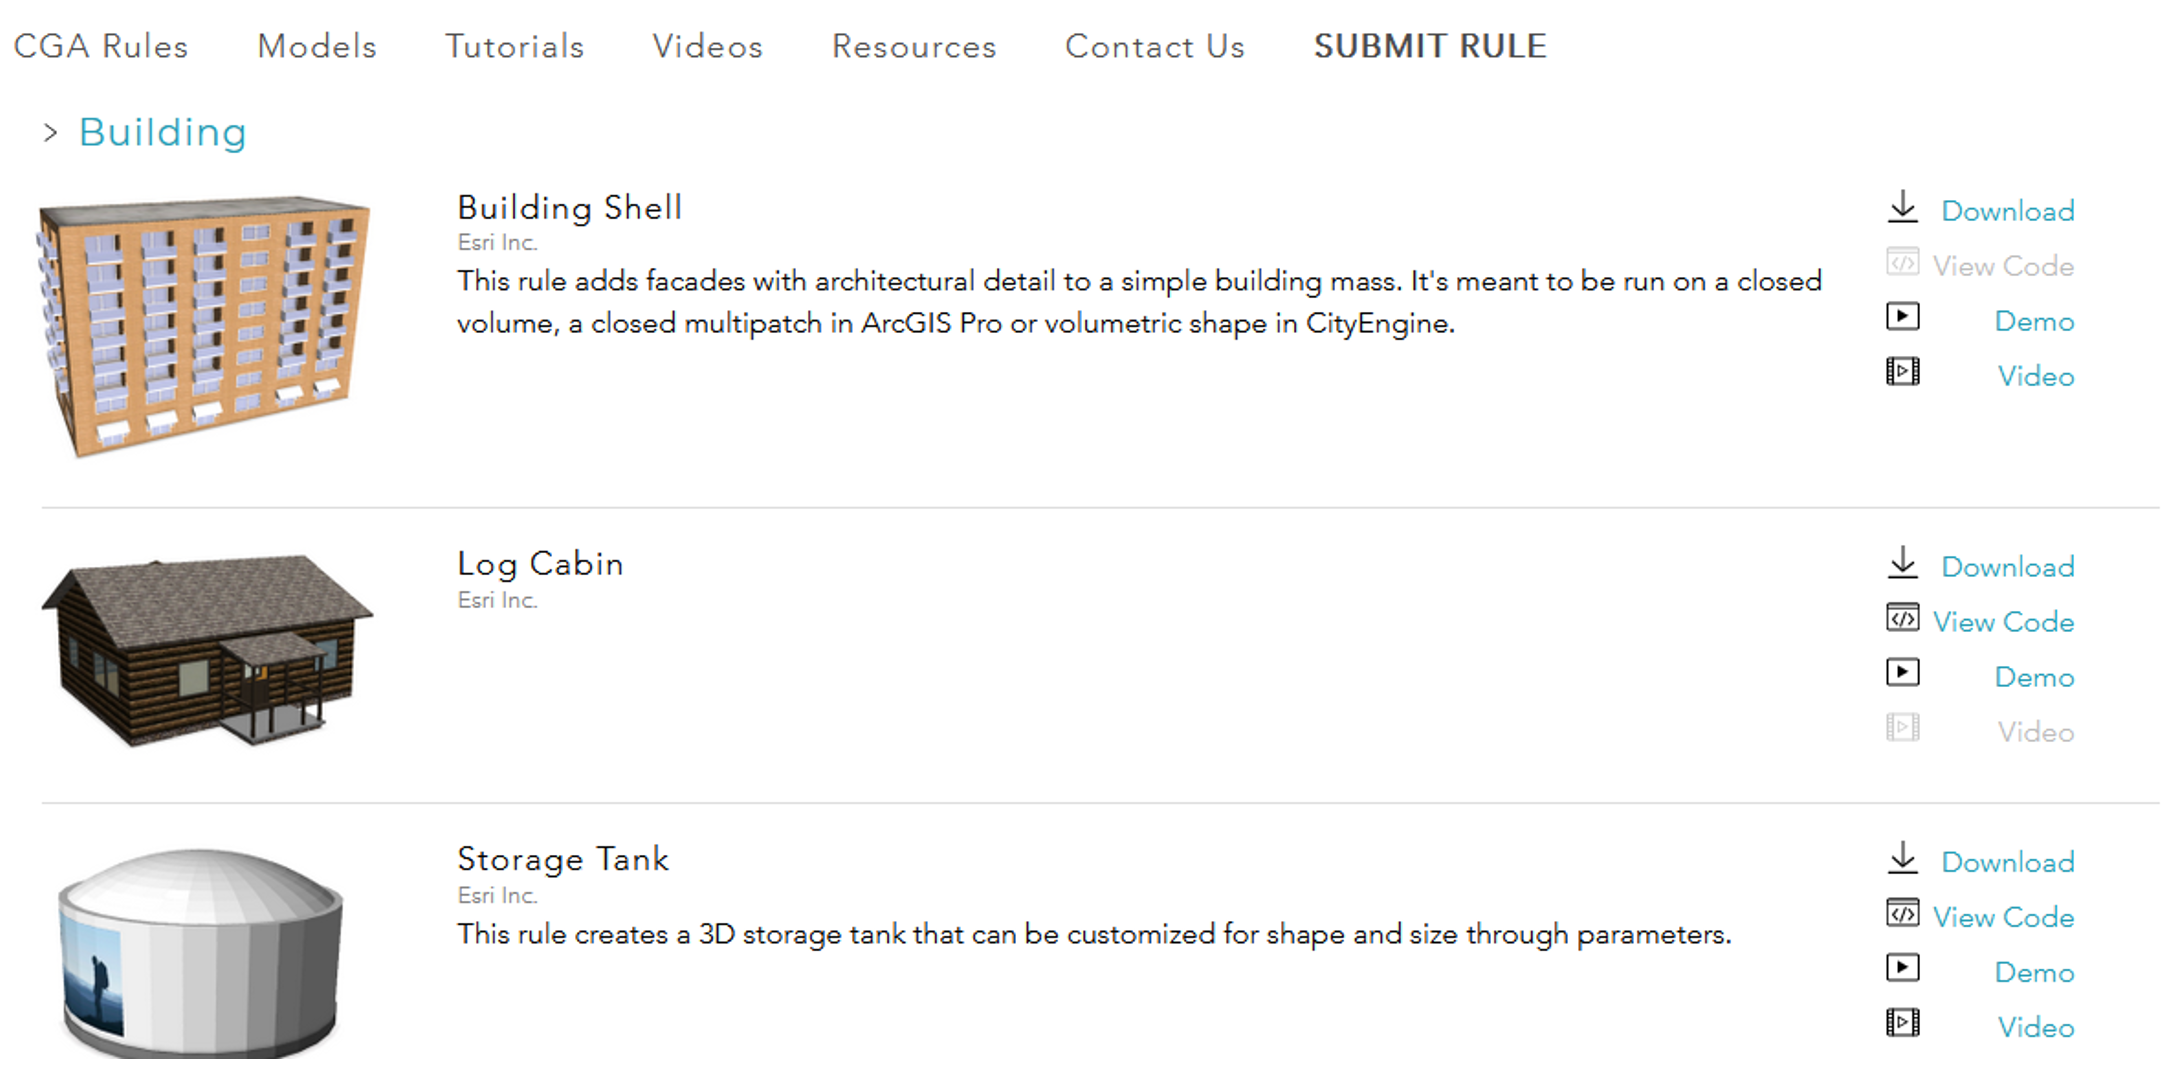 CGA Rules Models Tutorials Videos Resources Contact Us SUBMIT RULE
> Building
Building Shell
Esri Inc.
This rule adds facades with architectural detail to a simple building mass. It's meant to be run on a closed
volume, a closed multipatch in ArcGIS Pro or volumetric shape in CityEngine.
Download
View Code
Demo
Video
Log Cabin
Esri Inc.
Download
View Code
Demo
Video
Storage Tank
Esri Inc.
This rule creates a 3D storage tank that can be customized for shape and size through parameters.
Download
View Code
Demo
Video